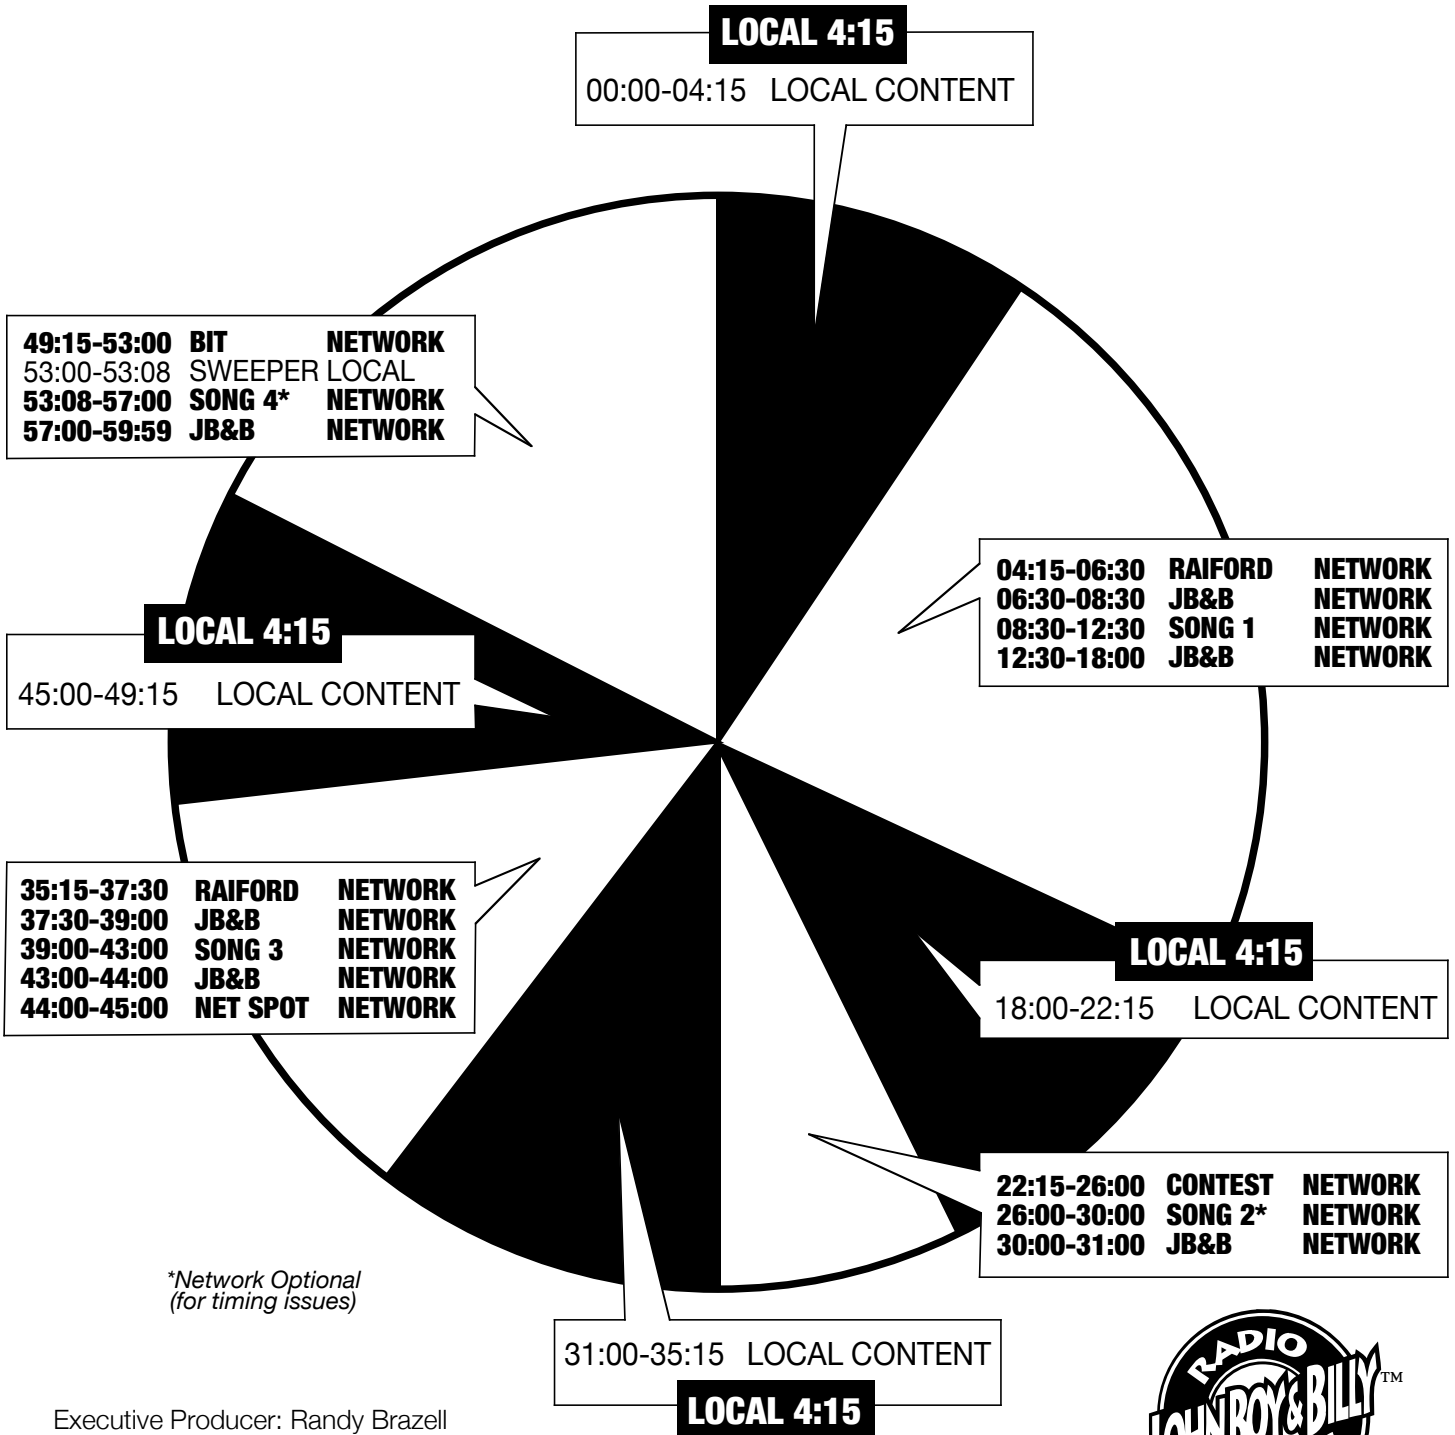 LOCAL 4:15
00:00-04:15 LOCAL CONTENT
49:15-53:00 BIT NETWORK
53:00-53:08 SWEEPER LOCAL
53:08-57:00 SONG 4* NETWORK
57:00-59:59 JB&B NETWORK
04:15-06:30 RAIFORD NETWORK
06:30-08:30 JB&B NETWORK
08:30-12:30 SONG 1 NETWORK
12:30-18:00 JB&B NETWORK
LOCAL 4:15
45:00-49:15 LOCAL CONTENT
35:15-37:30 RAIFORD NETWORK
37:30-39:00 JB&B NETWORK
39:00-43:00 SONG 3 NETWORK
43:00-44:00 JB&B NETWORK
44:00-45:00 NET SPOT NETWORK
LOCAL 4:15
18:00-22:15 LOCAL CONTENT
22:15-26:00 CONTEST NETWORK
26:00-30:00 SONG 2* NETWORK
30:00-31:00 JB&B NETWORK
*Network Optional
(for timing issues)
31:00-35:15 LOCAL CONTENT
LOCAL 4:15
Executive Producer: Randy Brazell
RADIO
JOHN BOY & BILLY™